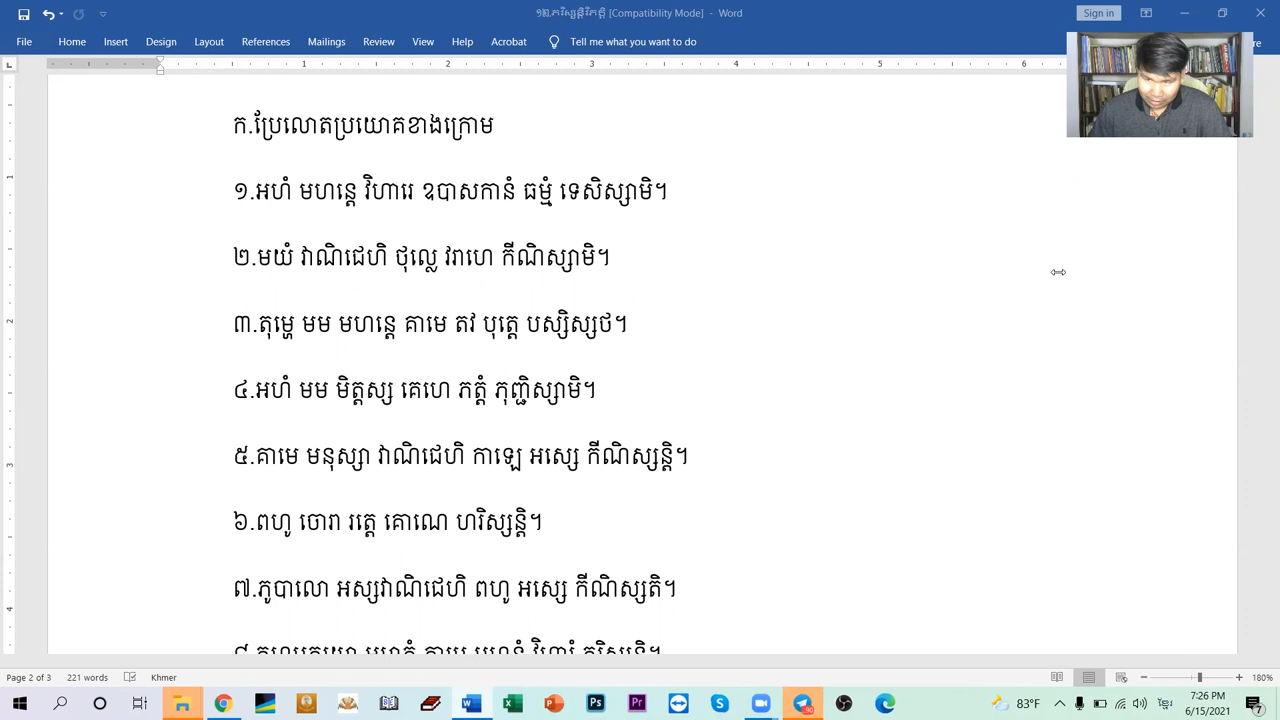 [Compatibility Mode] - Word
Sign in
File Home Insert Design Layout References Mailings Review View Help Acrobat Tell me what you want to do
1 2 3 4 5 6
ក.ប្រែលោតប្រយោគខាងក្រោម
១.អហំ មហន្តេ វិហារេ ឧបាសកានំ ធម្មំ ទេសិស្សាមិ។
២.មយំ វាណិជេហិ ថុល្លេ វរាហេ កីណិស្សាមិ។
៣.តុម្ហេ មម មហន្តេ គាមេ តវ បុត្តេ បស្សិស្សថ។
៤.អហំ មម មិត្តស្ស គេហេ ភត្តំ ភុញ្ជិស្សាមិ។
៥.គាមេ មនុស្សា វាណិជេហិ កាឡេ អស្សេ កីណិស្សន្តិ។
៦.ពហូ ចោរា រត្តេ គោណេ ហរិស្សន្តិ។
៧.ភូបាលោ អស្សវាណិជេហិ ពហូ អស្សេ កីណិស្សតិ។
Page 2 of 3 221 words Khmer 180%
83°F 7:26 PM
6/15/2021